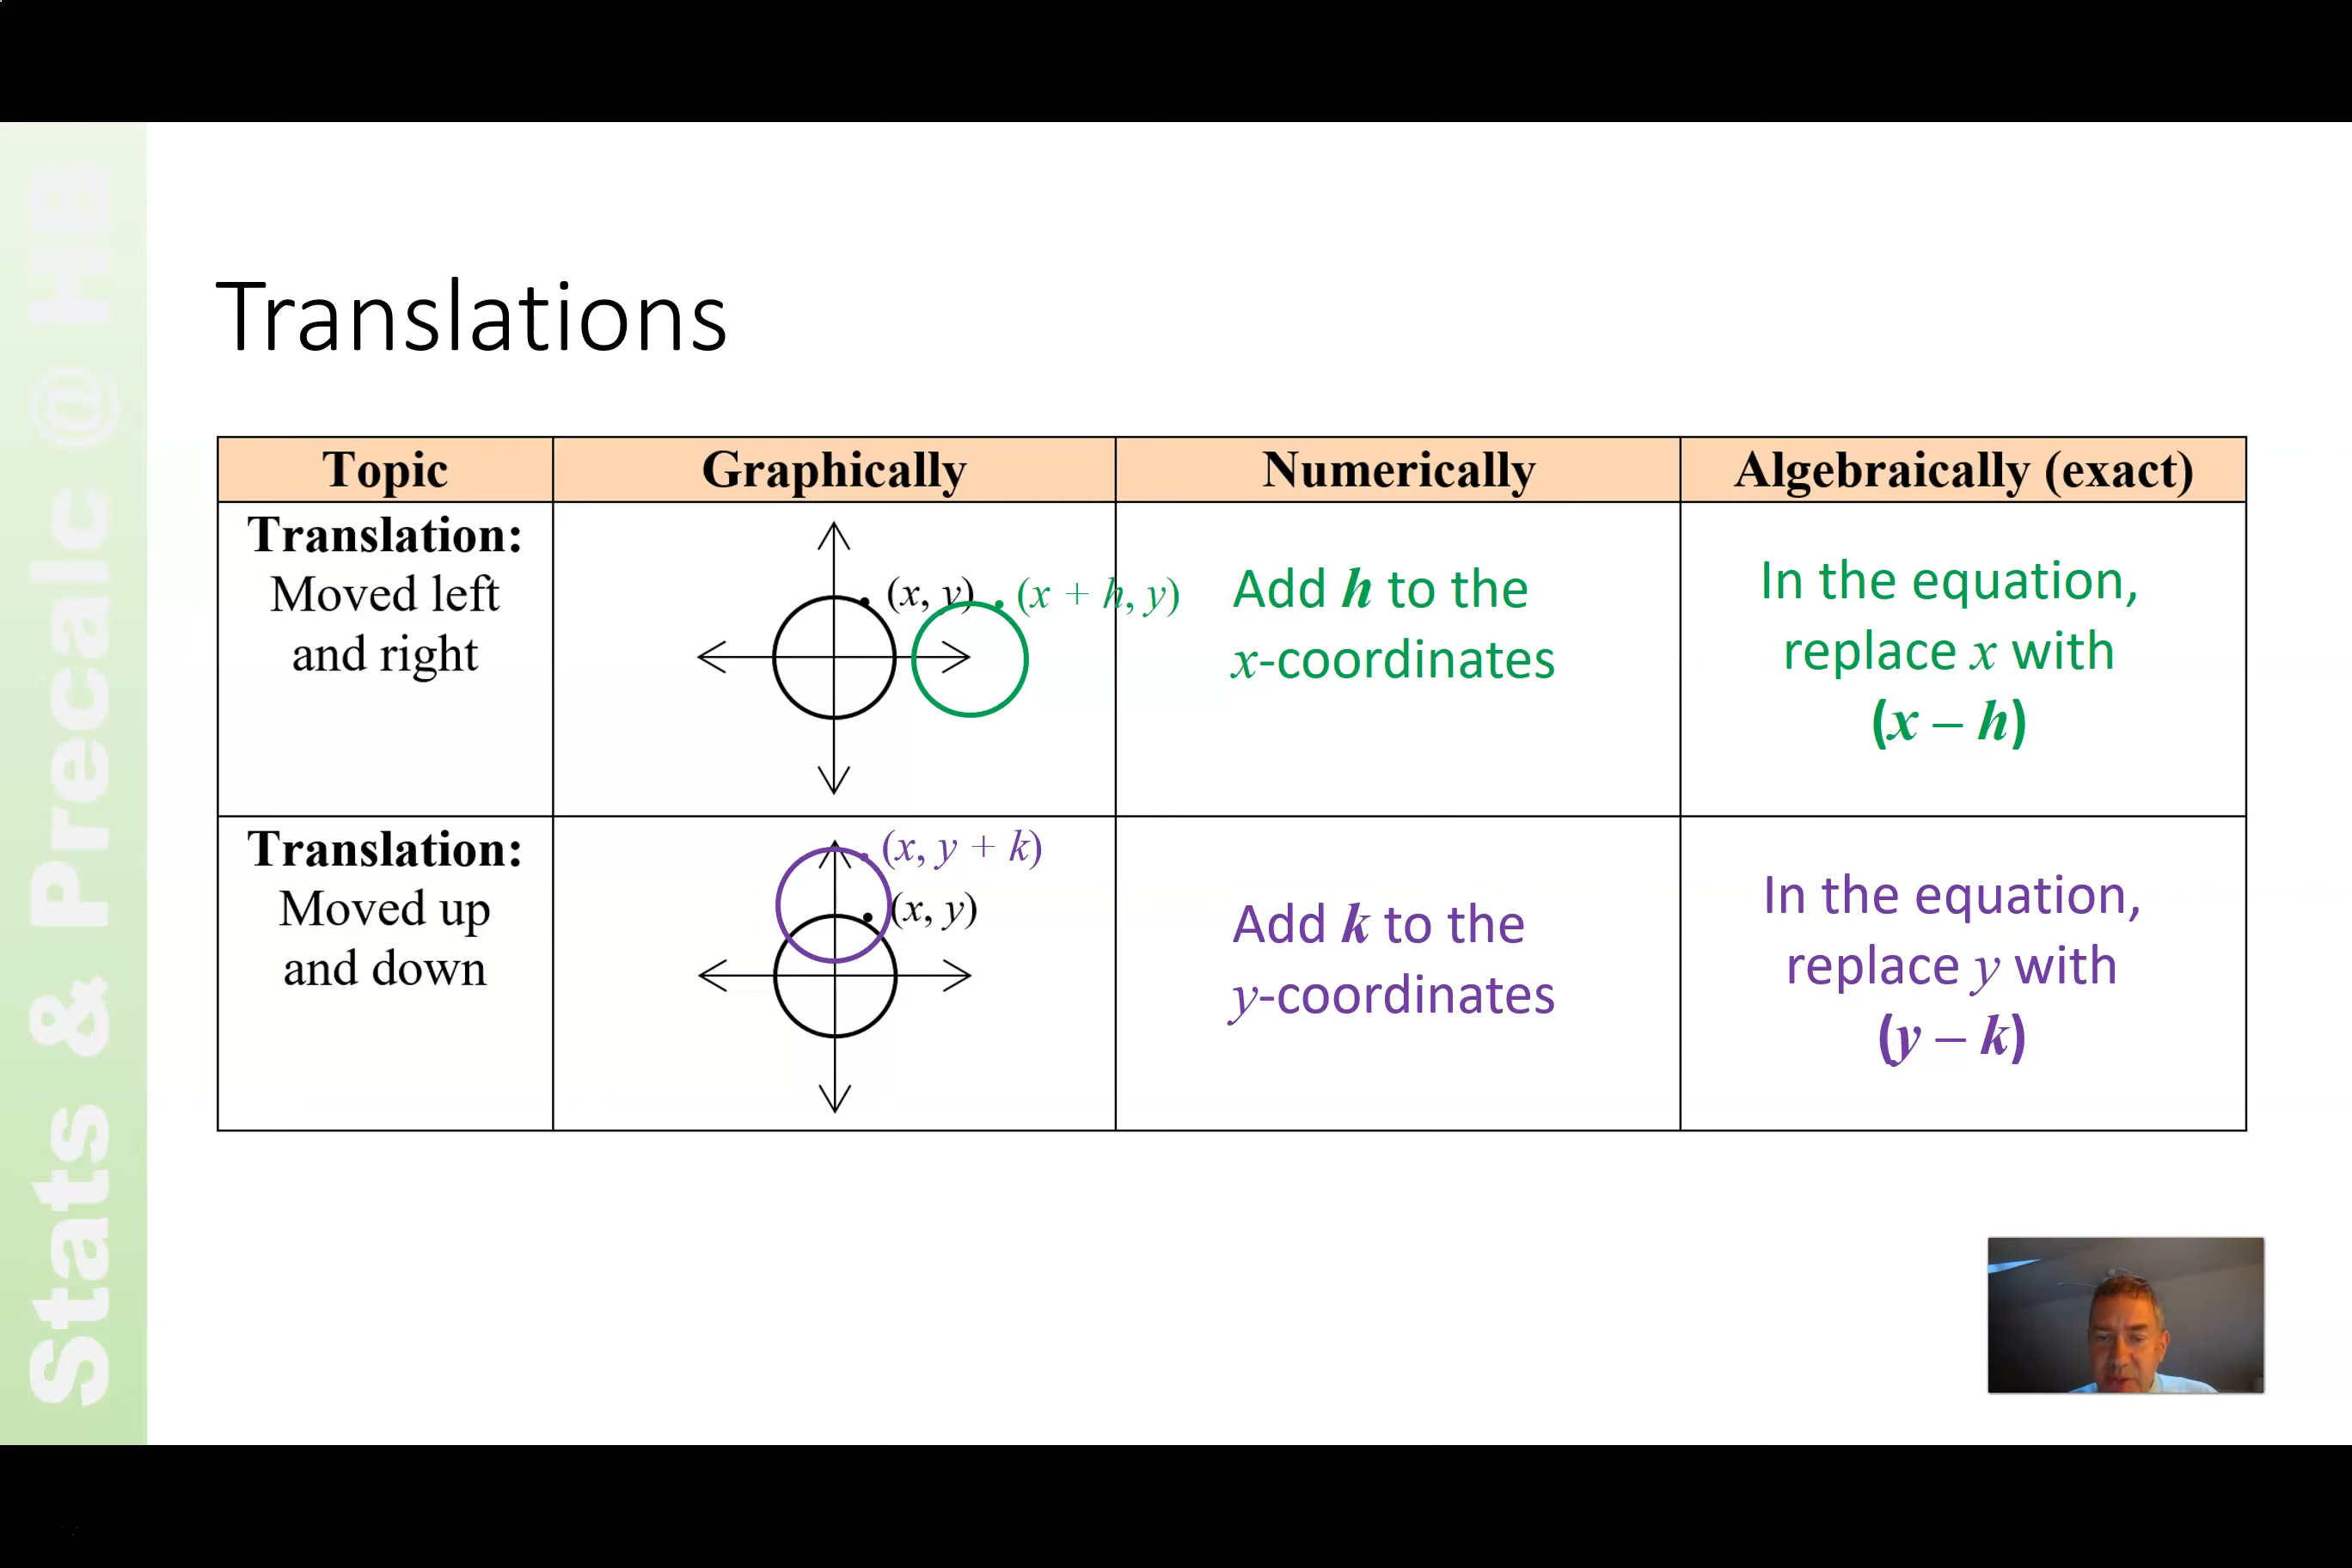 Stats & Precalc @ HB
Translations
Topic
Graphically
Numerically
Algebraically (exact)
Translation:
Moved left
and right
(x, y)
(x + h, y)
Add h to the
x-coordinates
In the equation,
replace x with
(x – h)
Translation:
Moved up
and down
(x, y + k)
(x, y)
Add k to the
y-coordinates
In the equation,
replace y with
(y – k)